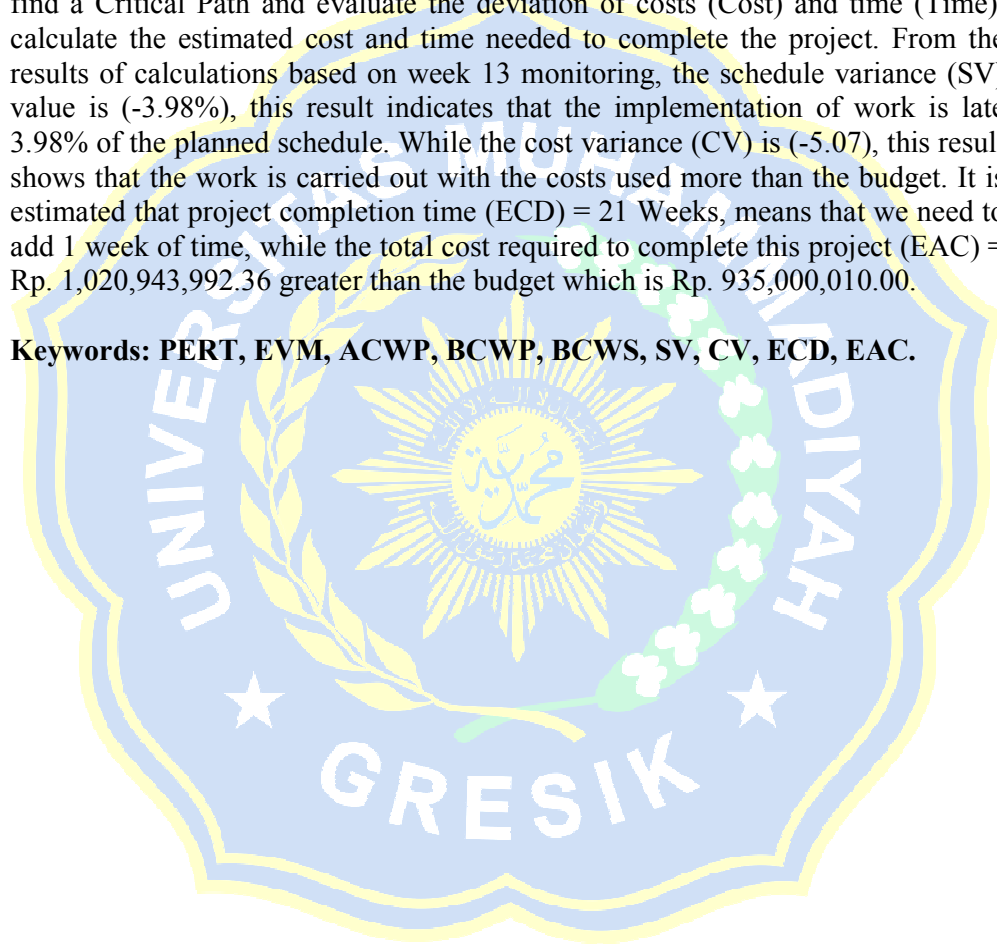 find a Critical Path and evaluate the deviation of costs (Cost) and time (Time)
calculate the estimated cost and time needed to complete the project. From the
results of calculations based on week 13 monitoring, the schedule variance (SV)
value is (-3.98%), this result indicates that the implementation of work is late
3.98% of the planned schedule. While the cost variance (CV) is (-5.07), this result
shows that the work is carried out with the costs used more than the budget. It is
estimated that project completion time (ECD) = 21 Weeks, means that we need to
add 1 week of time, while the total cost required to complete this project (EAC) =
Rp. 1,020,943,992.36 greater than the budget which is Rp. 935,000,010.00.
Keywords: PERT, EVM, ACWP, BCWP, BCWS, SV, CV, ECD, EAC.
UNIVERSITAS MUHAMMADIYAH
محمدية
GRESIK